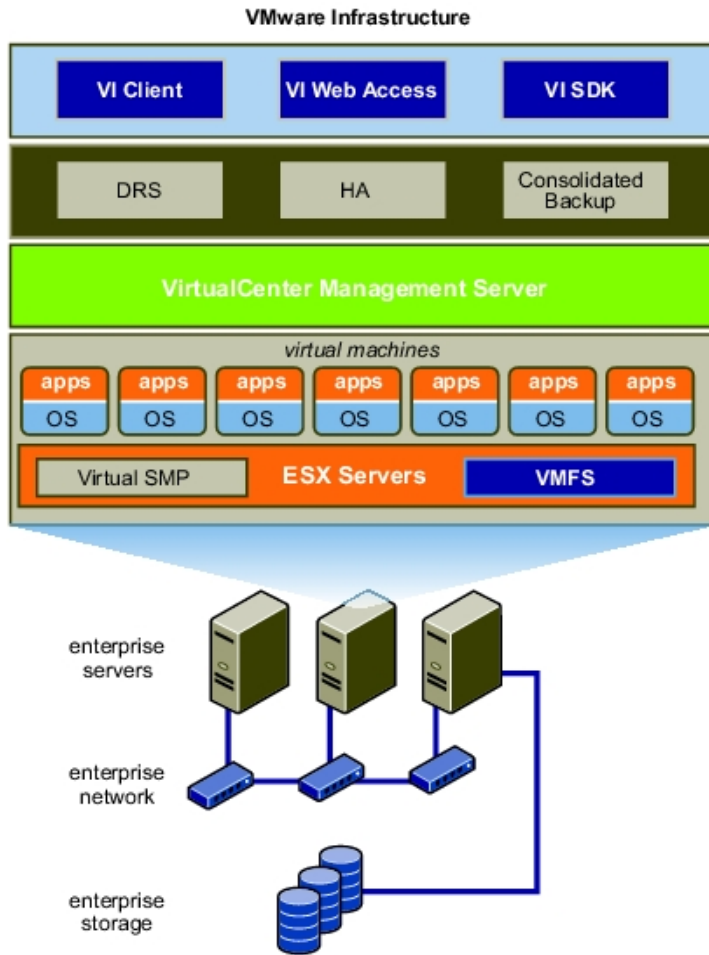 VMware Infrastructure
VI Client
VI Web Access
VI SDK
DRS
HA
Consolidated
Backup
VirtualCenter Management Server
virtual machines
apps
apps
apps
apps
apps
apps
apps
OS
OS
OS
OS
OS
OS
OS
Virtual SMP
ESX Servers
VMFS
enterprise
servers
enterprise
network
enterprise
storage